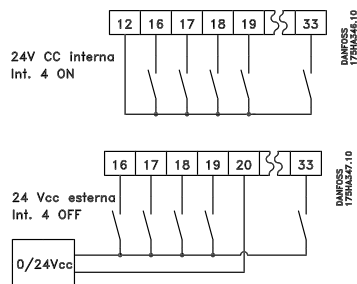 12 16 17 18 19 33
24V CC interna
Int. 4 ON
DANFOSS
175HA346.10
16 17 18 19 20 33
24 Vcc esterna
Int. 4 OFF
0/24Vcc
DANFOSS
175HA347.10